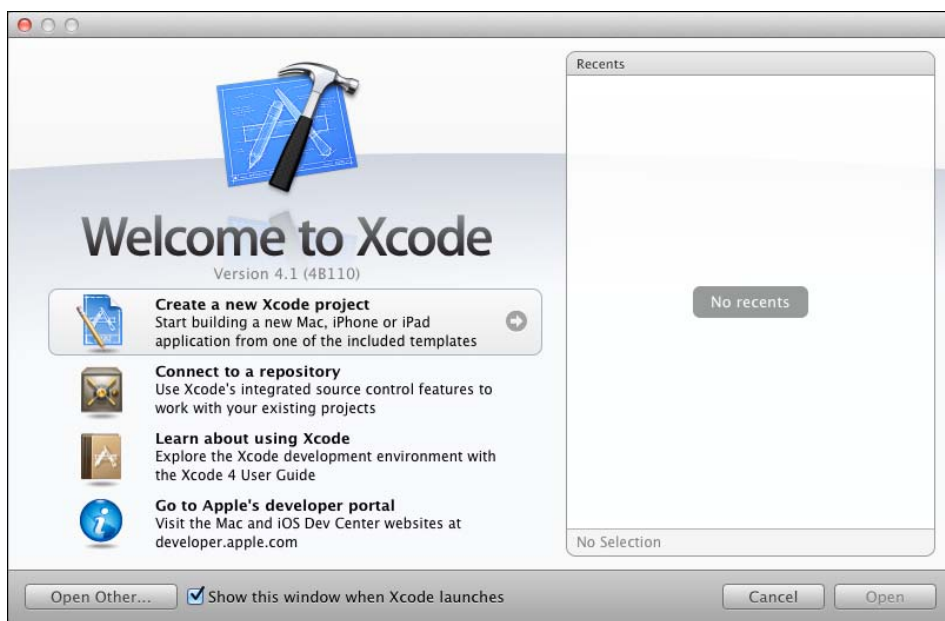 Welcome to Xcode
Version 4.1 (4B110)
Create a new Xcode project
Start building a new Mac, iPhone or iPad
application from one of the included templates
Connect to a repository
Use Xcode's integrated source control features to
work with your existing projects
Learn about using Xcode
Explore the Xcode development environment with
the Xcode 4 User Guide
Go to Apple's developer portal
Visit the Mac and iOS Dev Center websites at
developer.apple.com
Recents
No recents
No Selection
Open Other...
Show this window when Xcode launches
Cancel
Open